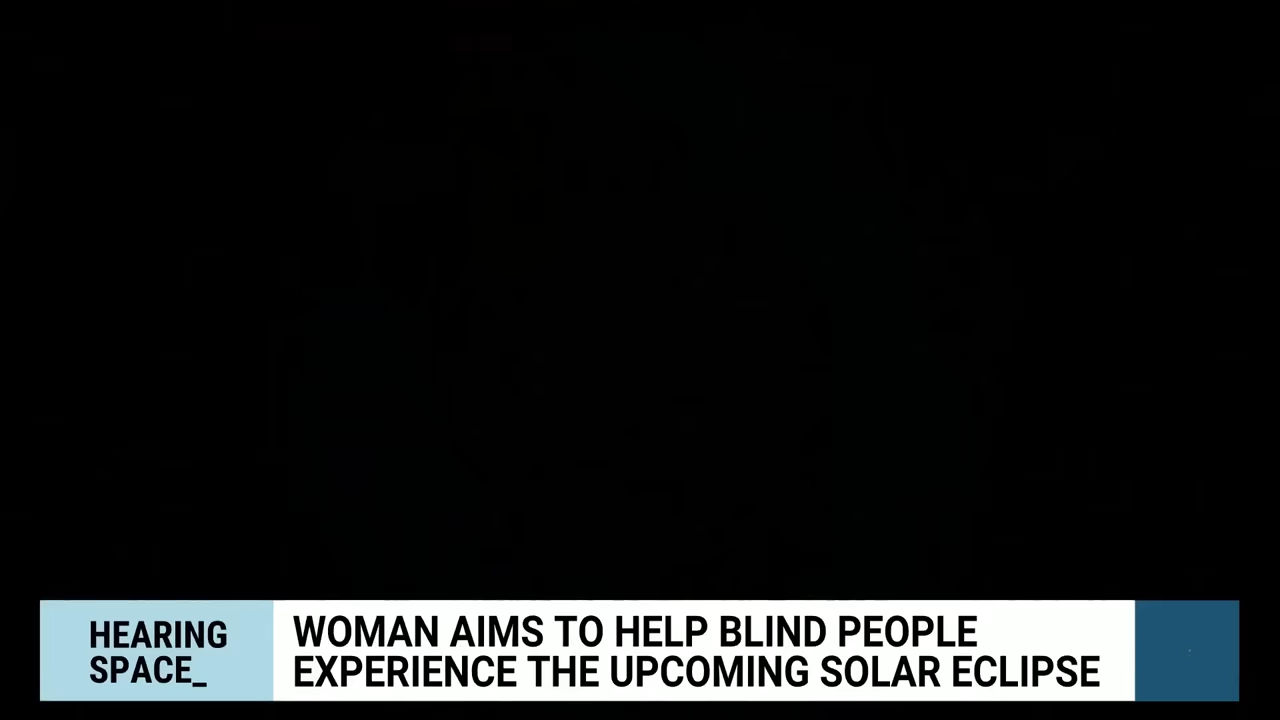 HEARING
SPACE_
WOMAN AIMS TO HELP BLIND PEOPLE
EXPERIENCE THE UPCOMING SOLAR ECLIPSE